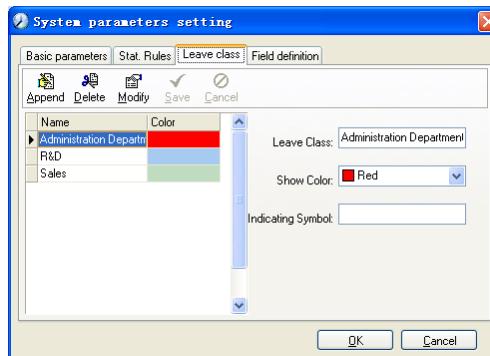 System parameters setting
Basic parameters Stat. Rules Leave class Field definition
Append Delete Modify Save Cancel
Name Color
Administration Departm
R&D
Sales
Leave Class: Administration Department
Show Color: Red
Indicating Symbol:
OK Cancel